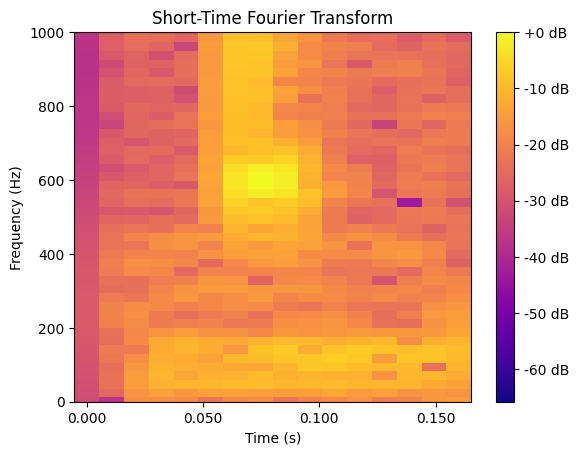 Short-Time Fourier Transform
Frequency (Hz)
1000
800
600
400
200
0
0.000
0.050
0.100
0.150
Time (s)
+0 dB
-10 dB
-20 dB
-30 dB
-40 dB
-50 dB
-60 dB